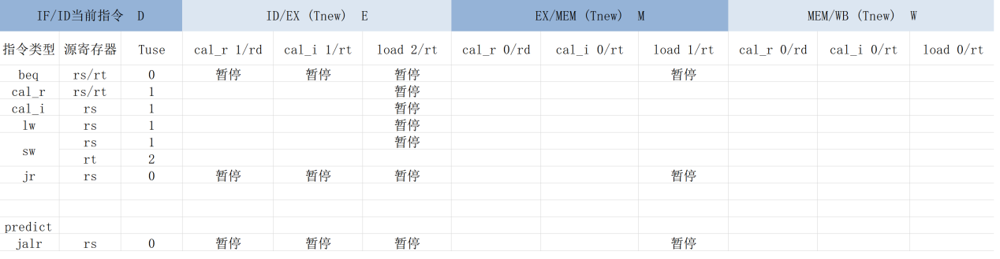 IF/ID当前指令 D ID/EX (Tnew) E EX/MEM (Tnew) M MEM/WB (Tnew) W
指令类型 源寄存器 Tuse cal_r 1/rd cal_i 1/rt load 2/rt cal_r 0/rd cal_i 0/rt load 1/rt cal_r 0/rd cal_i 0/rt load 0/rt
beq rs/rt 0 暂停 暂停 暂停 暂停
cal_r rs/rt 1 暂停
cal_i rs 1 暂停
lw rs 1 暂停
sw rs 1 暂停
rt 2
jr rs 0 暂停 暂停 暂停 暂停
predict
jalr rs 0 暂停 暂停 暂停 暂停